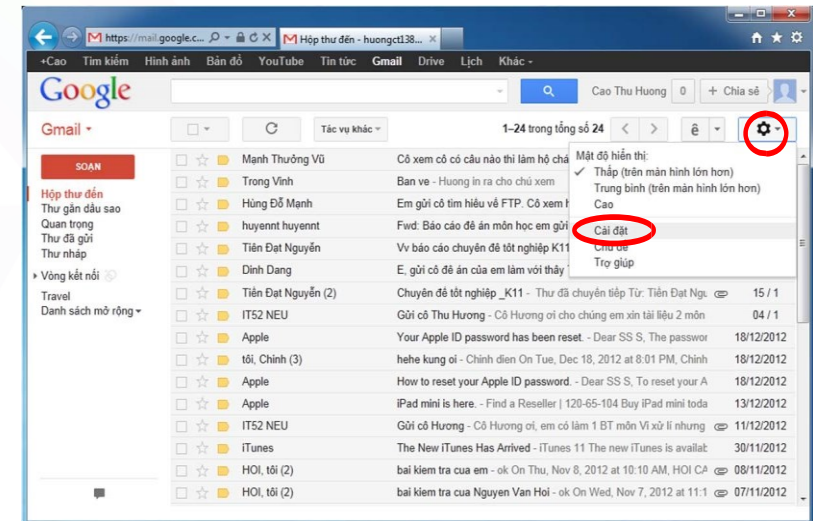 https://mail.google.c...
Hộp thư đến - huongct138...
+Cao Tìm kiếm Hình ảnh Bản đồ YouTube Tin tức Gmail Drive Lịch Khác
Google
Cao Thu Huong 0 + Chia sẻ
Gmail
Tác vụ khác
1–24 trong tổng số 24
ê
SOẠN
Hộp thư đến
Thư gắn dấu sao
Quan trọng
Thư đã gửi
Thư nháp
Vòng kết nối
Travel
Danh sách mở rộng
Mật độ hiển thị:
✓ Thấp (trên màn hình lớn hơn)
Trung bình (trên màn hình lớn hơn)
Cao
Cài đặt
Chủ đề
Trợ giúp
Mạnh Thưởng Vũ Cô xem cô có câu nào thì làm hộ chá
Trong Vinh Ban ve - Huong in ra cho chú xem
Hùng Đỗ Mạnh Em gửi cô tìm hiểu về FTP. Cô xem
huyennt huyennt Fwd: Báo cáo đề án môn học em gửi
Tiến Đạt Nguyễn Vv báo cáo chuyên đề tốt nghiệp K11
Dinh Dang E, gửi cô đề án của em làm với thầy
Tiến Đạt Nguyễn (2) Chuyên đề tốt nghiệp _K11 - Thư đã chuyển tiếp Từ: Tiến Đạt Ngu 15 / 1
IT52 NEU Gửi cô Thu Hương - Cô Hương ơi cho chúng em xin tài liệu 2 môn 04 / 1
Apple Your Apple ID password has been reset. - Dear SS S, The passwor 18/12/2012
tôi, Chinh (3) hehe kung oi - Chinh dien On Tue, Dec 18, 2012 at 8:01 PM, Chinh 18/12/2012
Apple How to reset your Apple ID password. - Dear SS S, To reset your A 18/12/2012
Apple iPad mini is here. - Find a Reseller | 120-65-104 Buy iPad mini toda 13/12/2012
IT52 NEU Gửi cô Hương - Cô Hương ơi, em có làm 1 BT môn Vi xử lí nhưng 11/12/2012
iTunes The New iTunes Has Arrived - iTunes 11 The new iTunes is availab 30/11/2012
HOI, tôi (2) bai kiem tra cua em - ok On Thu, Nov 8, 2012 at 10:10 AM, HOI CA 08/11/2012
HOI, tôi (2) bai kiem tra cua Nguyen Van Hoi - ok On Wed, Nov 7, 2012 at 11:1 07/11/2012